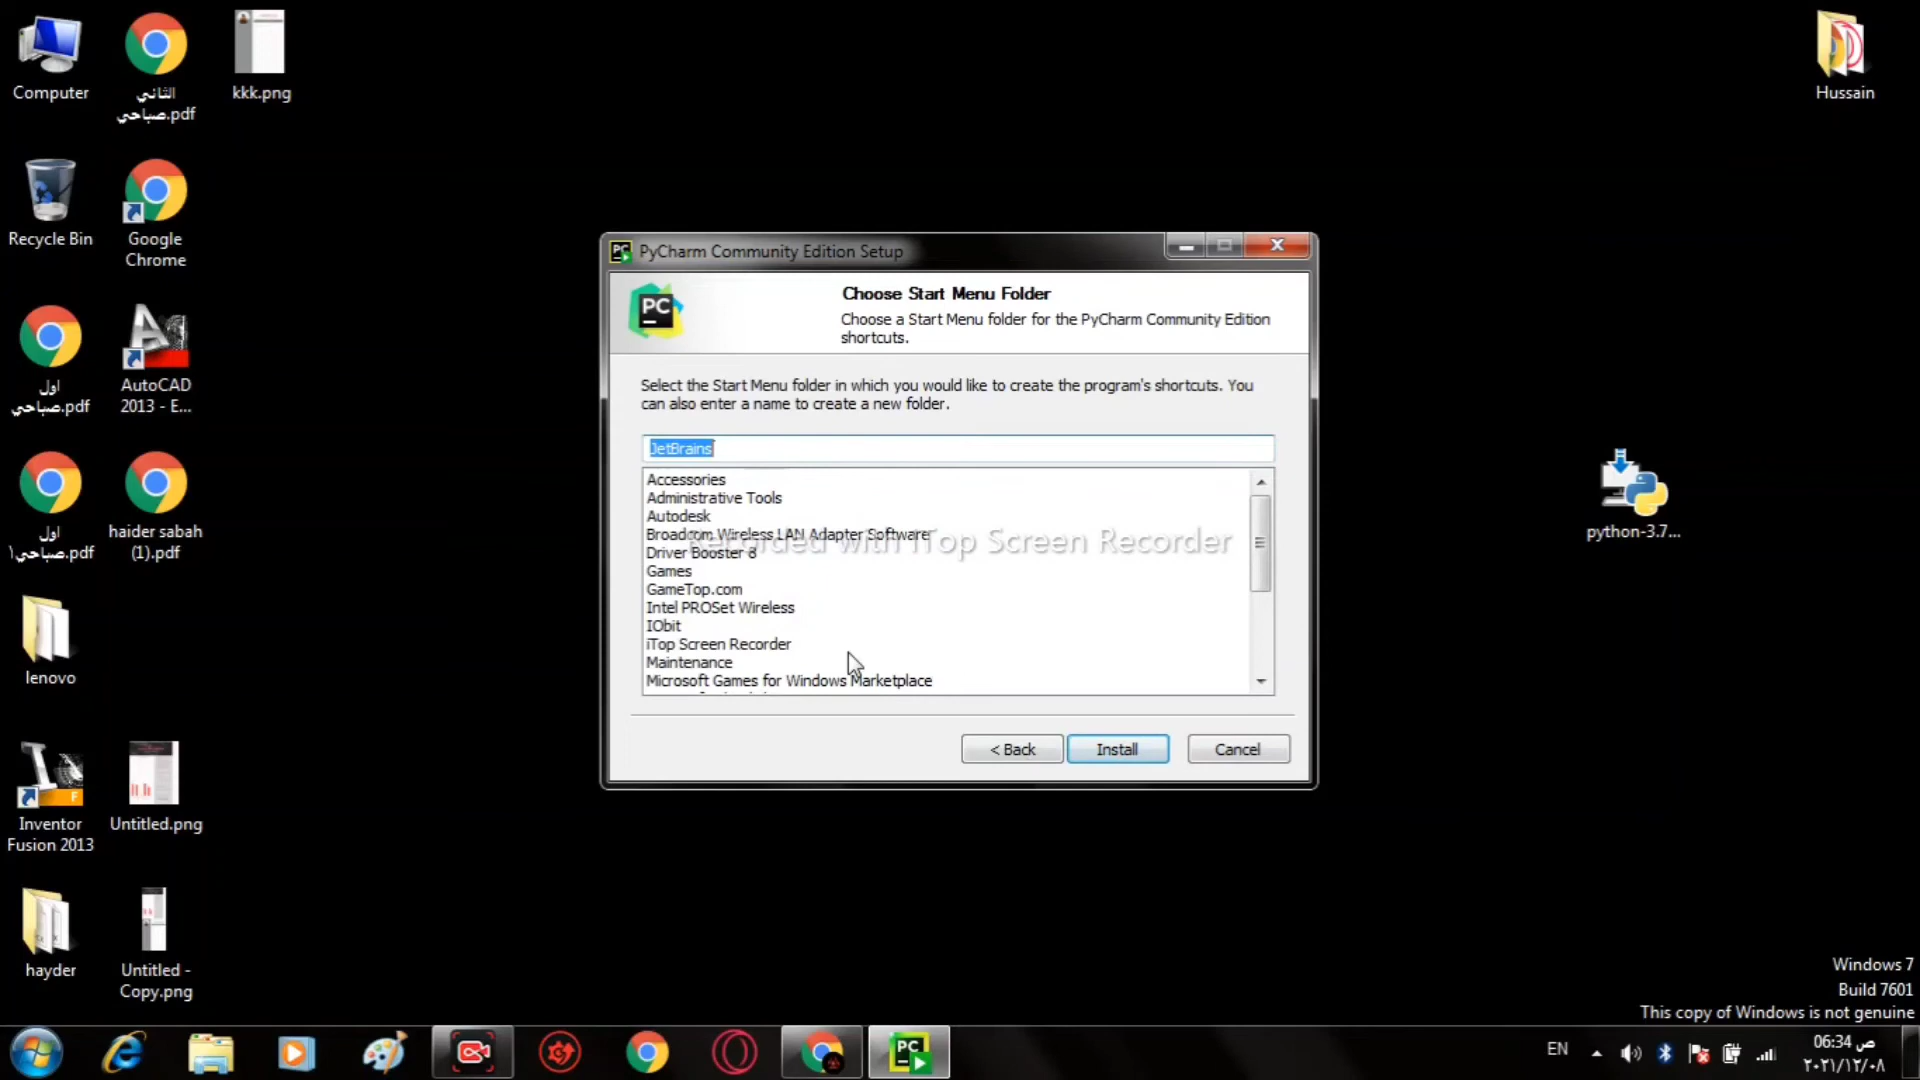 Computer
الثاني
صباحي.pdf
kkk.png
Hussain
Recycle Bin
Google
Chrome
اول
صباحي.pdf
AutoCAD
2013 - E...
اول
صباحي١.pdf
haider sabah
(1).pdf
lenovo
Inventor
Fusion 2013
Untitled.png
hayder
Untitled -
Copy.png
python-3.7...
PyCharm Community Edition Setup
PC
Choose Start Menu Folder
Choose a Start Menu folder for the PyCharm Community Edition
shortcuts.
Select the Start Menu folder in which you would like to create the program's shortcuts. You
can also enter a name to create a new folder.
JetBrains
Accessories
Administrative Tools
Autodesk
Broadcom Wireless LAN Adapter Software
Recorded with iTop Screen Recorder
Driver Booster 8
Games
GameTop.com
Intel PROSet Wireless
IObit
iTop Screen Recorder
Maintenance
Microsoft Games for Windows Marketplace
< Back
Install
Cancel
Windows 7
Build 7601
This copy of Windows is not genuine
EN
06:34 ص
٢٠٢١/١٢/٠٨